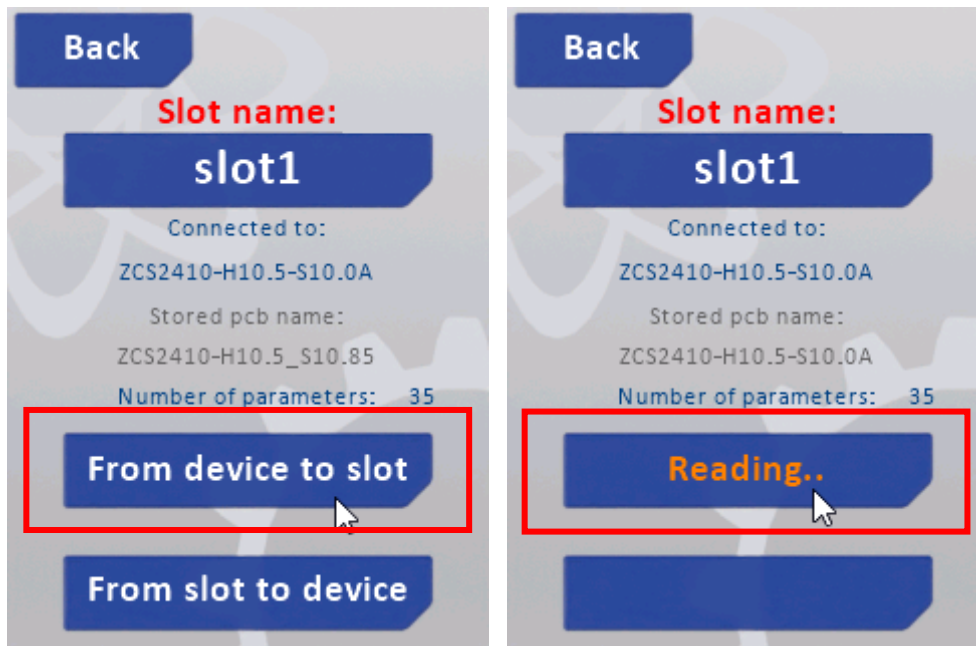 Back
Slot name:
slot1
Connected to:
ZCS2410-H10.5-S10.0A
Stored pcb name:
ZCS2410-H10.5_S10.85
Number of parameters: 35
From device to slot
From slot to device
Back
Slot name:
slot1
Connected to:
ZCS2410-H10.5-S10.0A
Stored pcb name:
ZCS2410-H10.5-S10.0A
Number of parameters: 35
Reading..